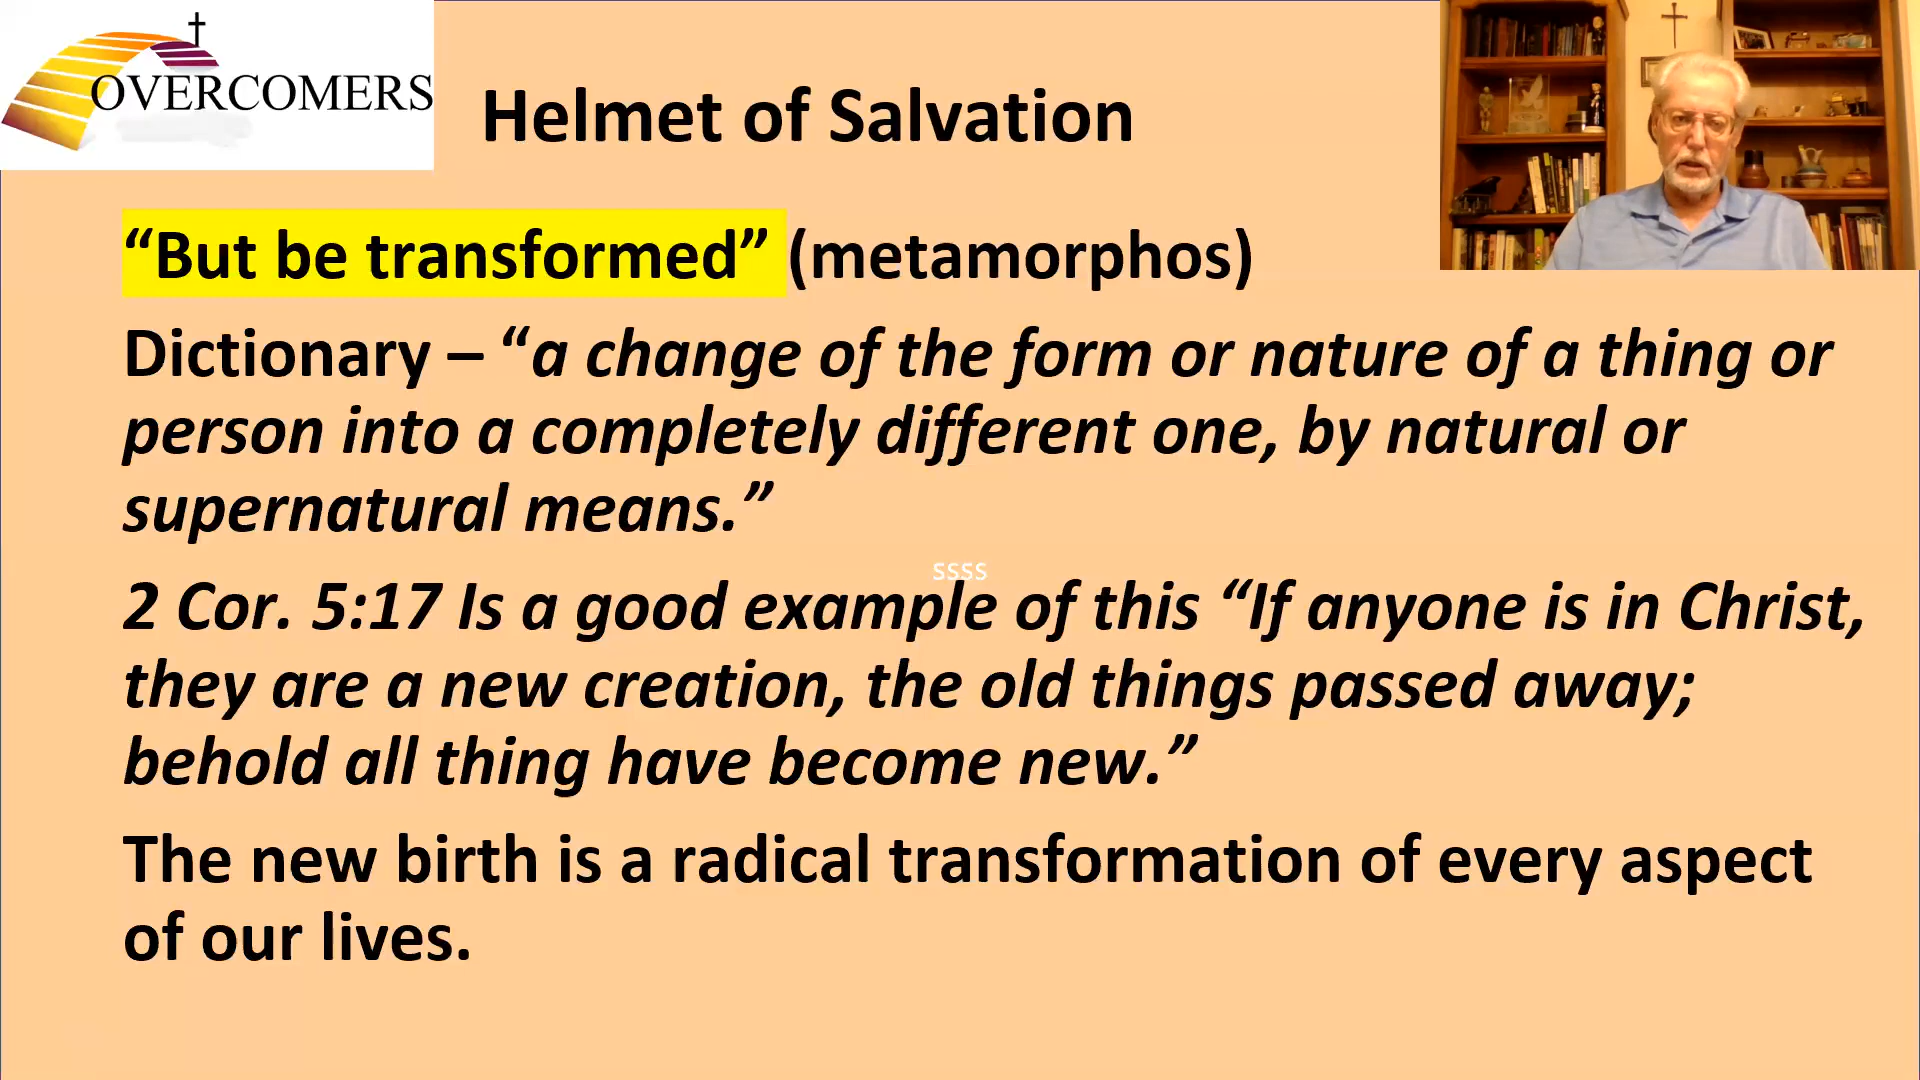 OVERCOMERS
Helmet of Salvation
“But be transformed” (metamorphos)
Dictionary – “a change of the form or nature of a thing or
person into a completely different one, by natural or
supernatural means.”
ssss
2 Cor. 5:17 Is a good example of this “If anyone is in Christ,
they are a new creation, the old things passed away;
behold all thing have become new.”
The new birth is a radical transformation of every aspect
of our lives.